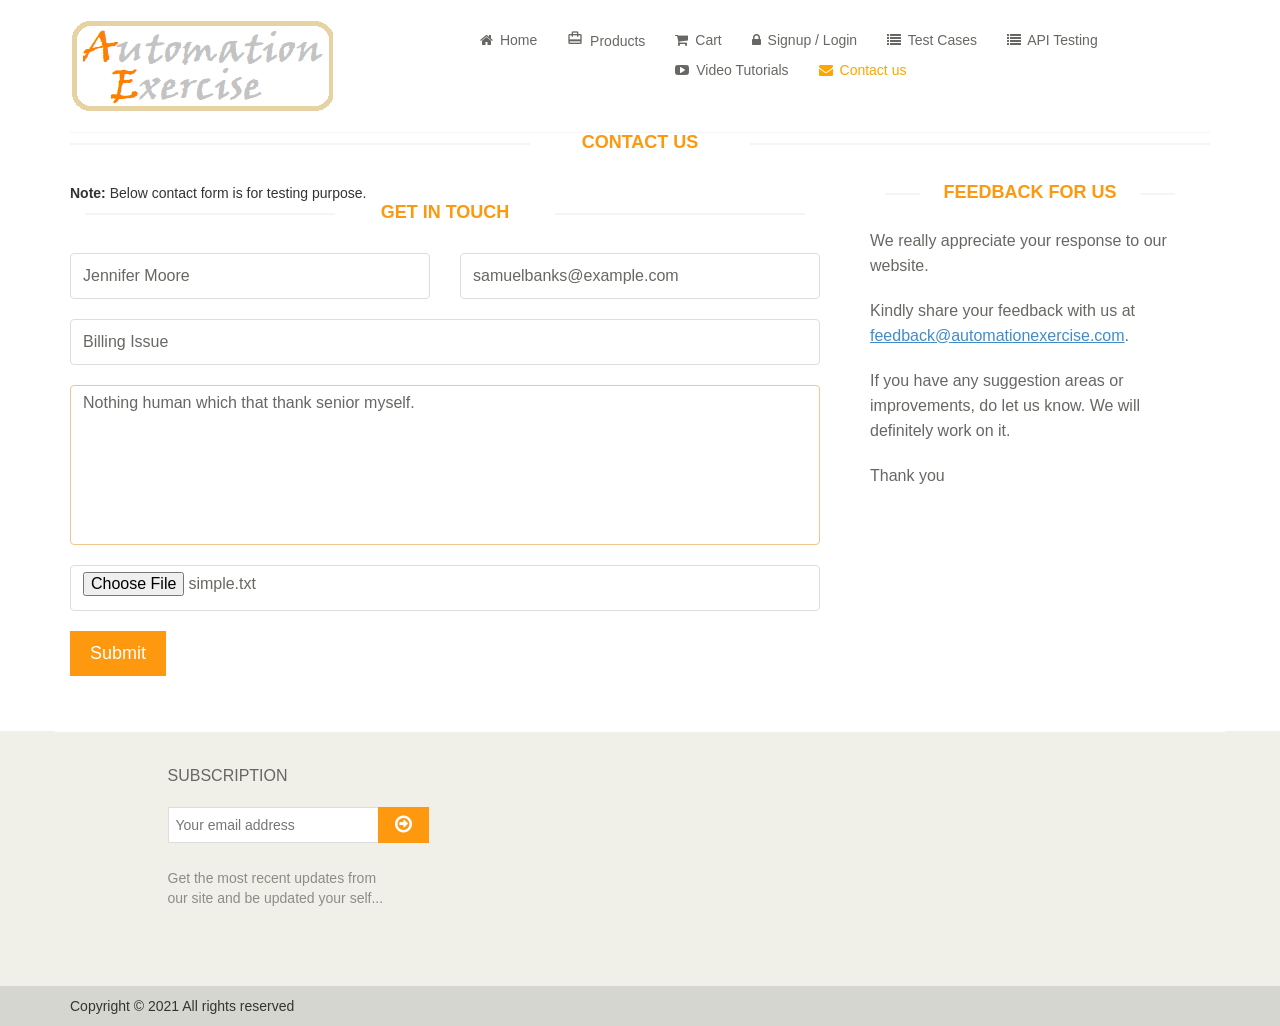 Automation
Exercise
Home
Products
Cart
Signup / Login
Test Cases
API Testing
Video Tutorials
Contact us
CONTACT US
Note: Below contact form is for testing purpose.
GET IN TOUCH
Jennifer Moore
samuelbanks@example.com
Billing Issue
Nothing human which that thank senior myself.
Choose File simple.txt
Submit
FEEDBACK FOR US
We really appreciate your response to our
website.
Kindly share your feedback with us at
feedback@automationexercise.com.
If you have any suggestion areas or
improvements, do let us know. We will
definitely work on it.
Thank you
SUBSCRIPTION
Your email address
Get the most recent updates from
our site and be updated your self...
Copyright © 2021 All rights reserved